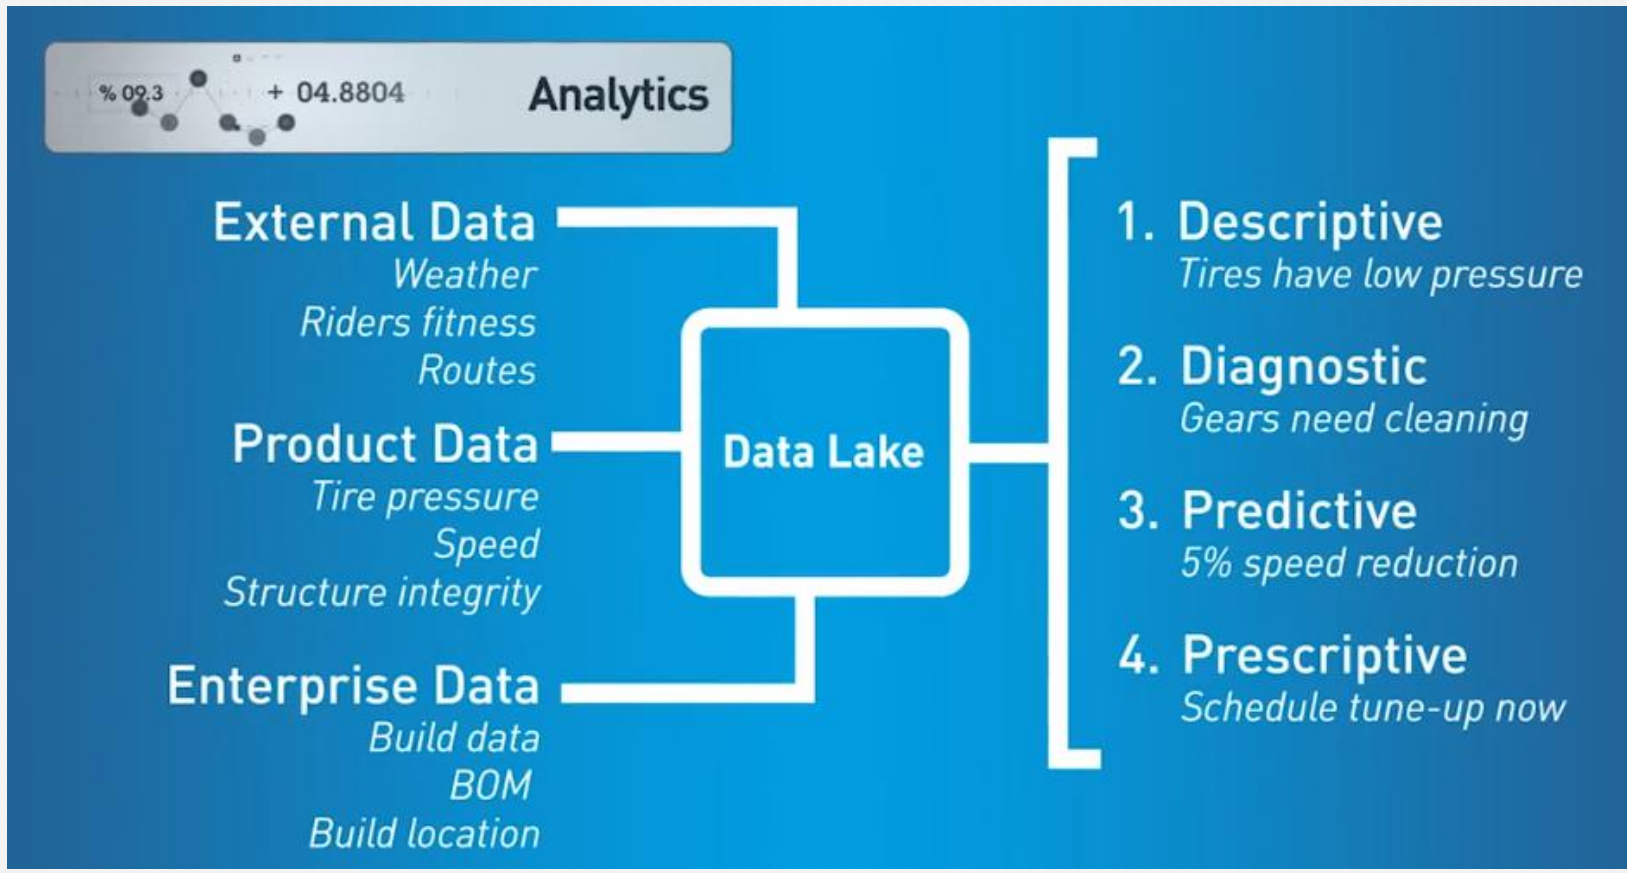 % 09.3
+ 04.8804
Analytics
External Data
Weather
Riders fitness
Routes
Product Data
Tire pressure
Speed
Structure integrity
Enterprise Data
Build data
BOM
Build location
Data Lake
1. Descriptive
Tires have low pressure
2. Diagnostic
Gears need cleaning
3. Predictive
5% speed reduction
4. Prescriptive
Schedule tune-up now